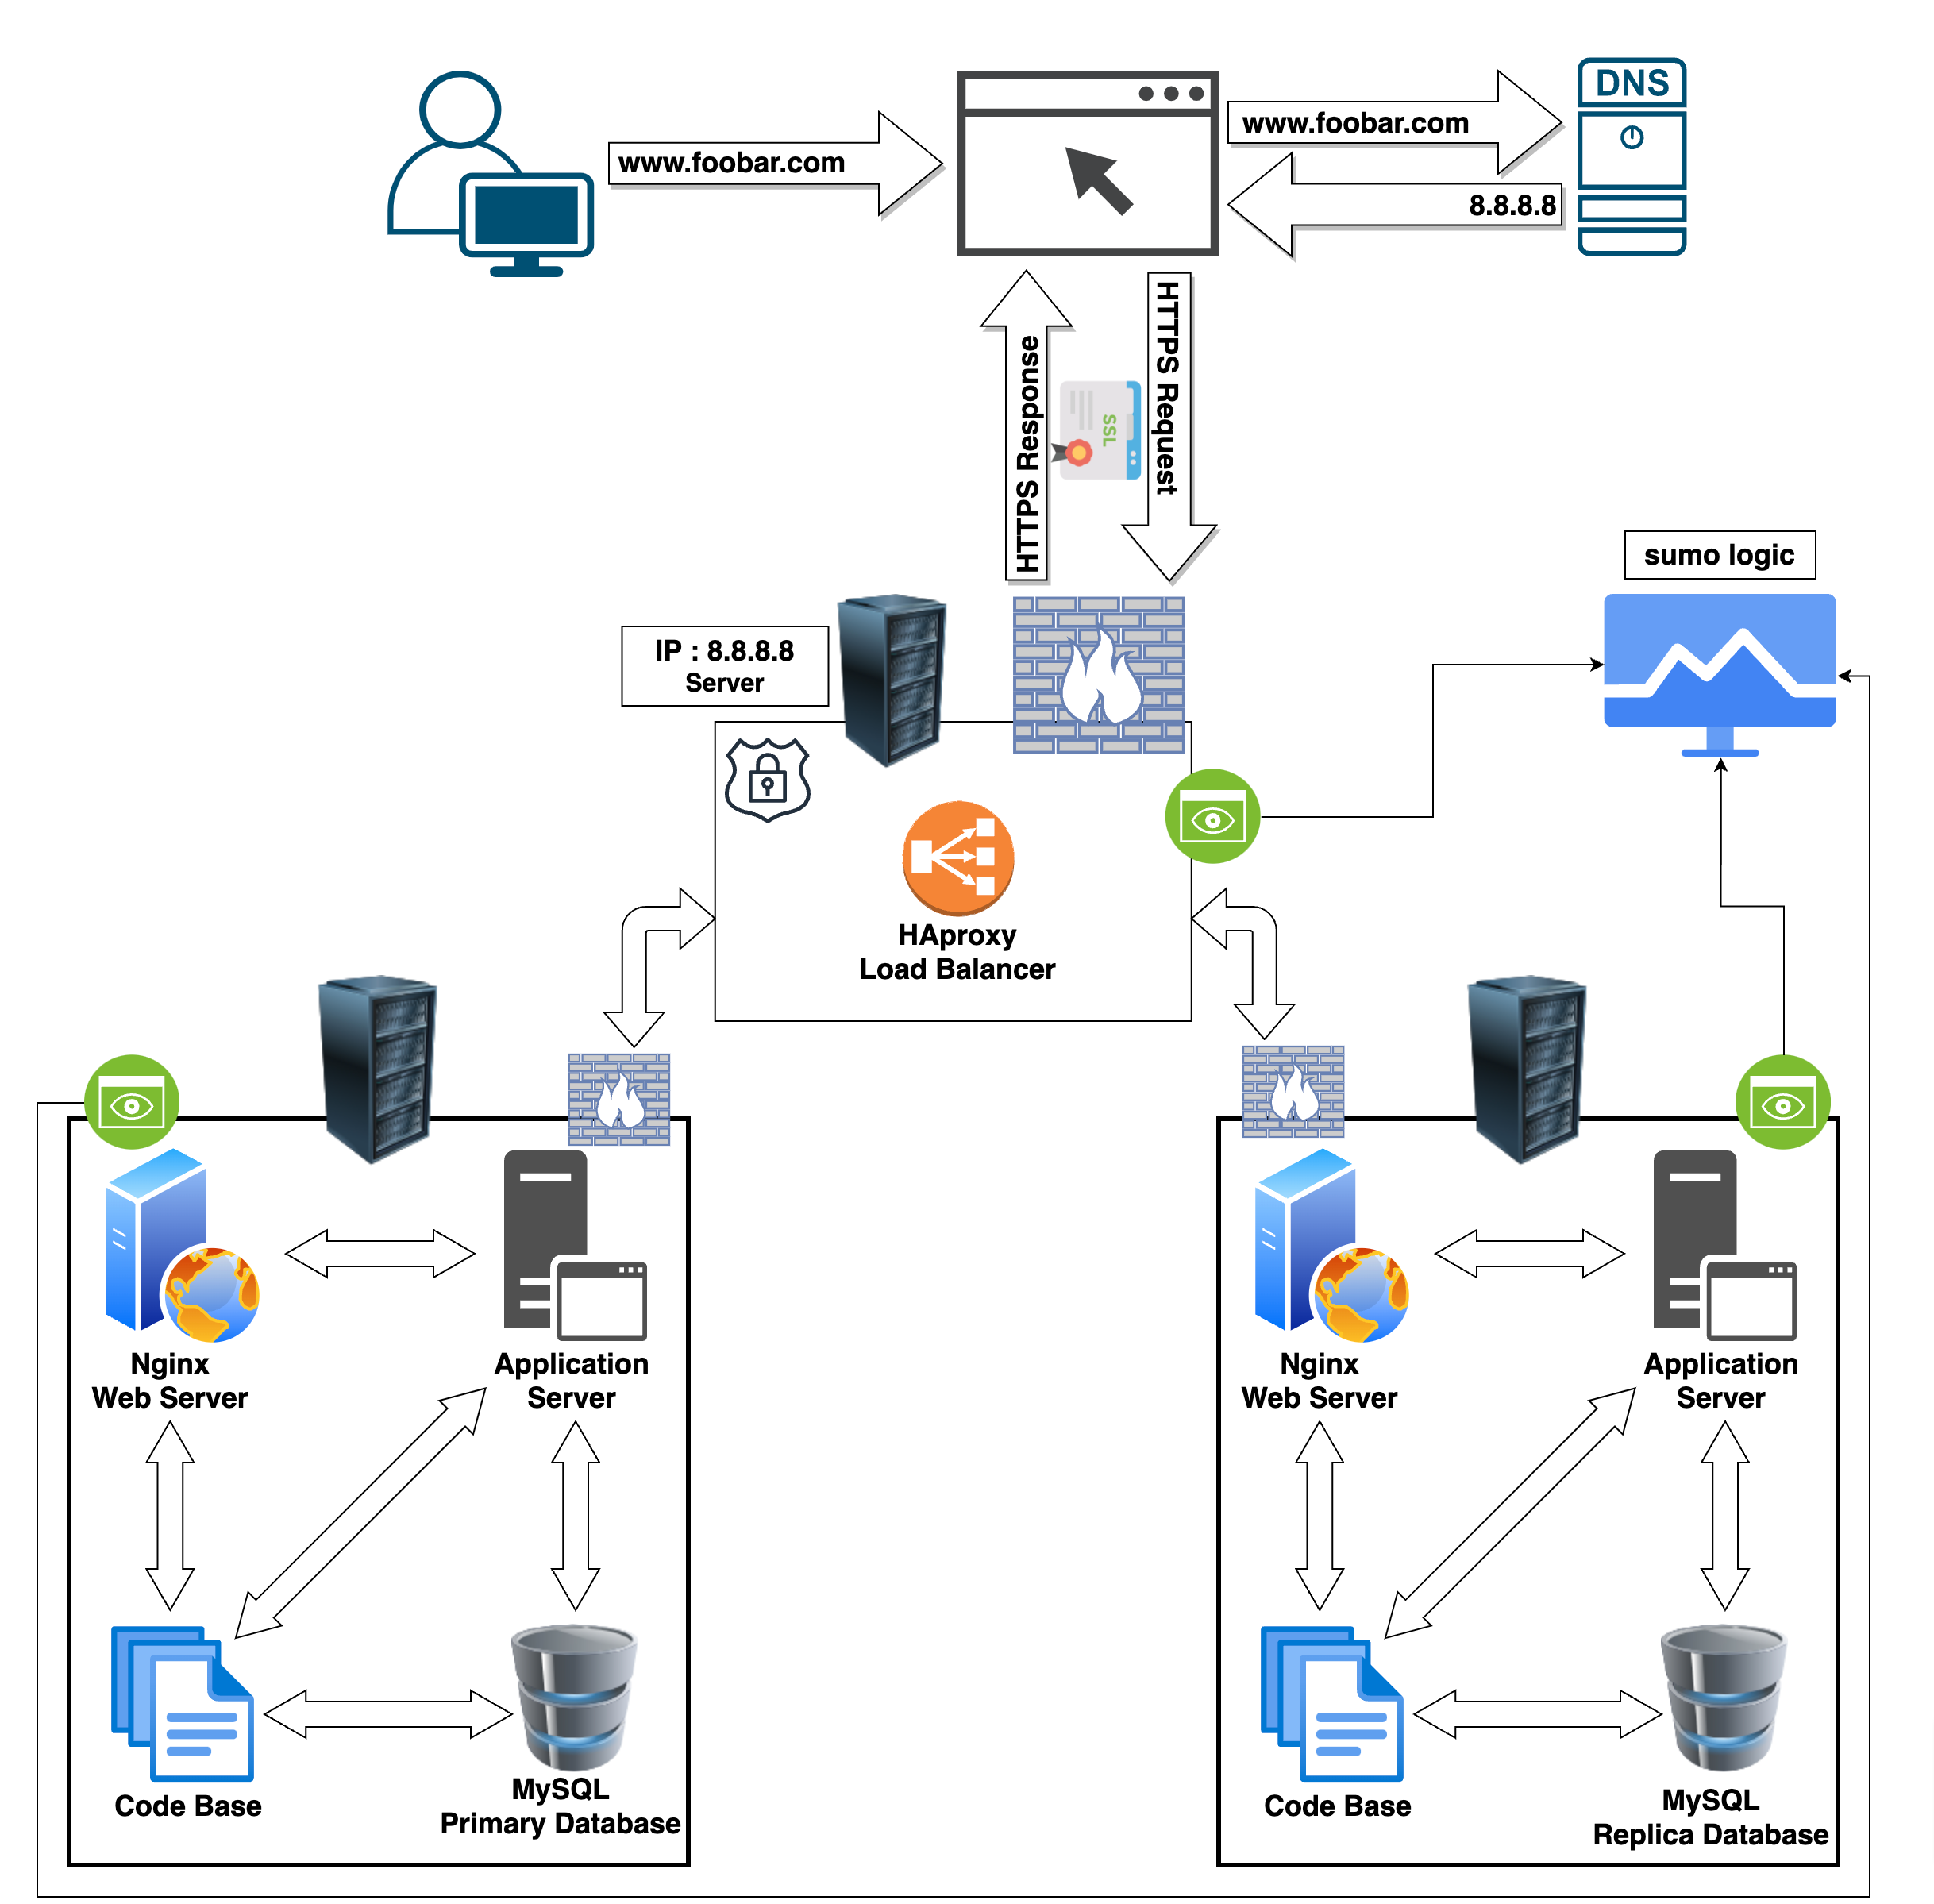 DNS
www.foobar.com
www.foobar.com
8.8.8.8
HTTPS Response
SSL
HTTPS Request
sumo logic
IP : 8.8.8.8
Server
HAproxy
Load Balancer
Nginx
Web Server
Application
Server
Code Base
MySQL
Primary Database
Nginx
Web Server
Application
Server
Code Base
MySQL
Replica Database